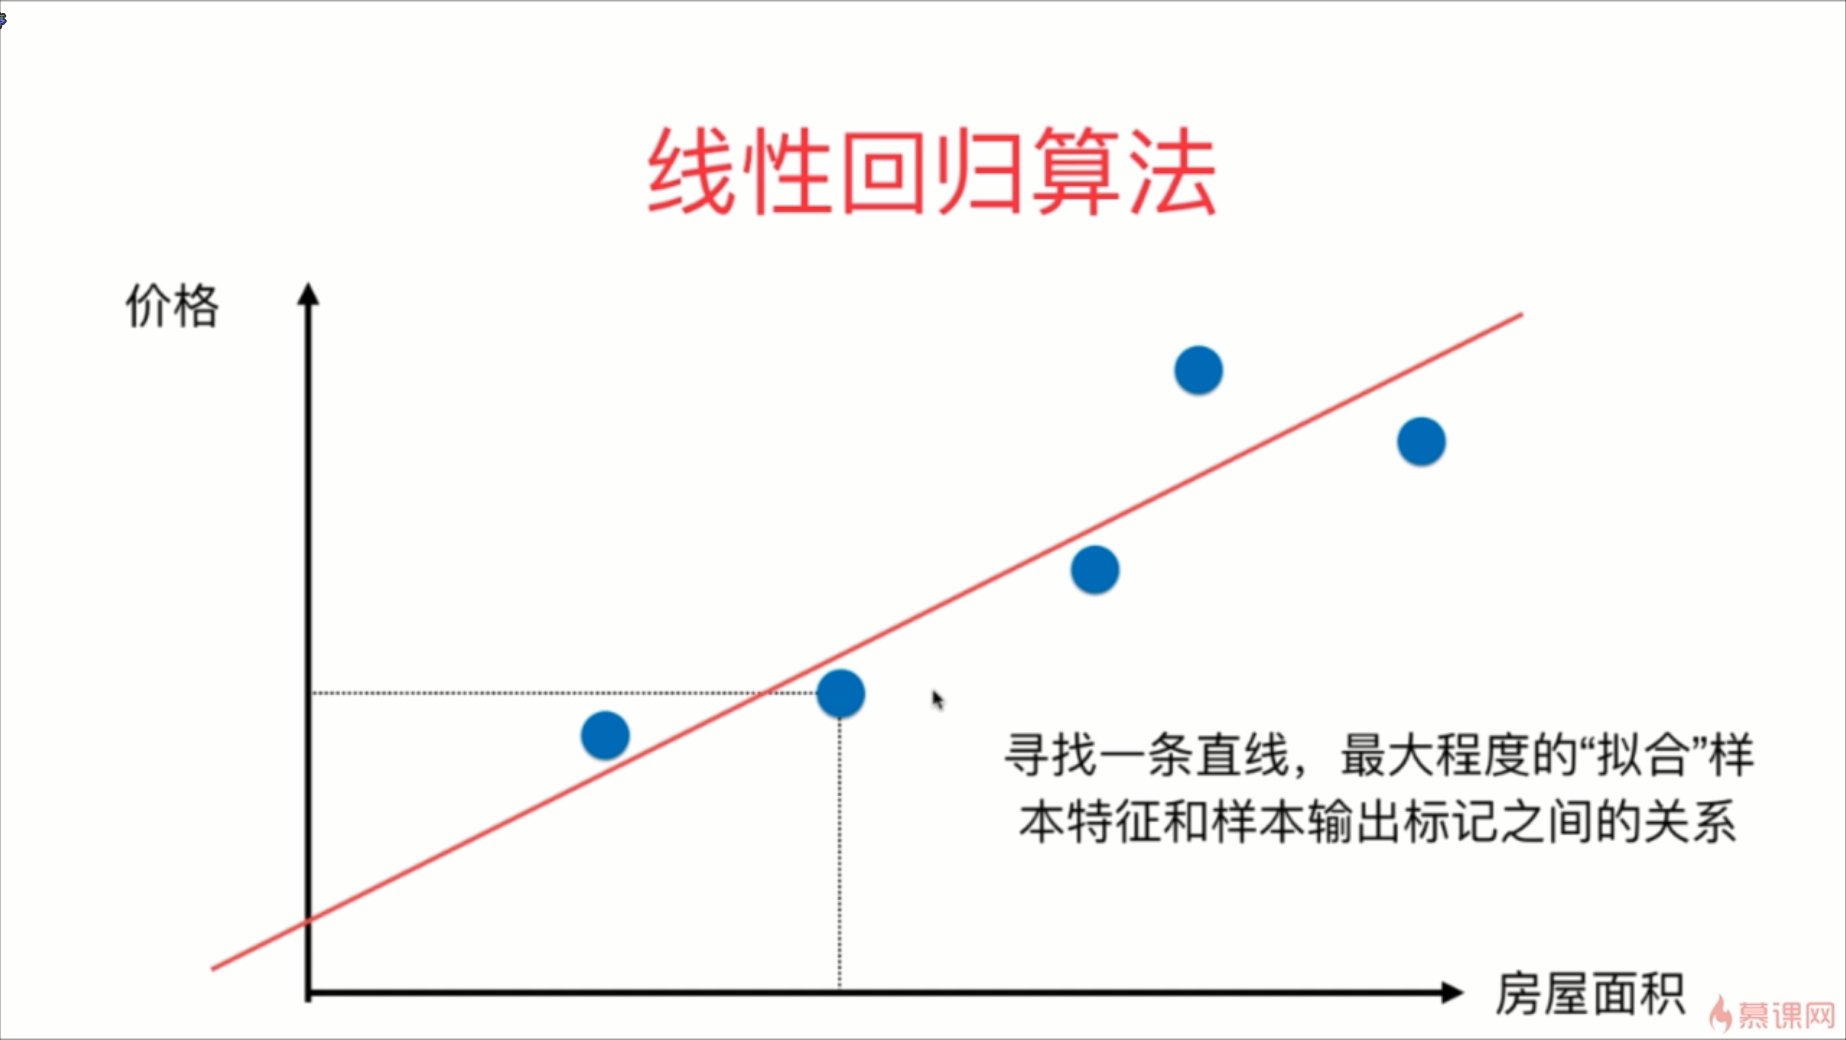 线性回归算法
价格
寻找一条直线，最大程度的“拟合”样
本特征和样本输出标记之间的关系
房屋面积
慕课网